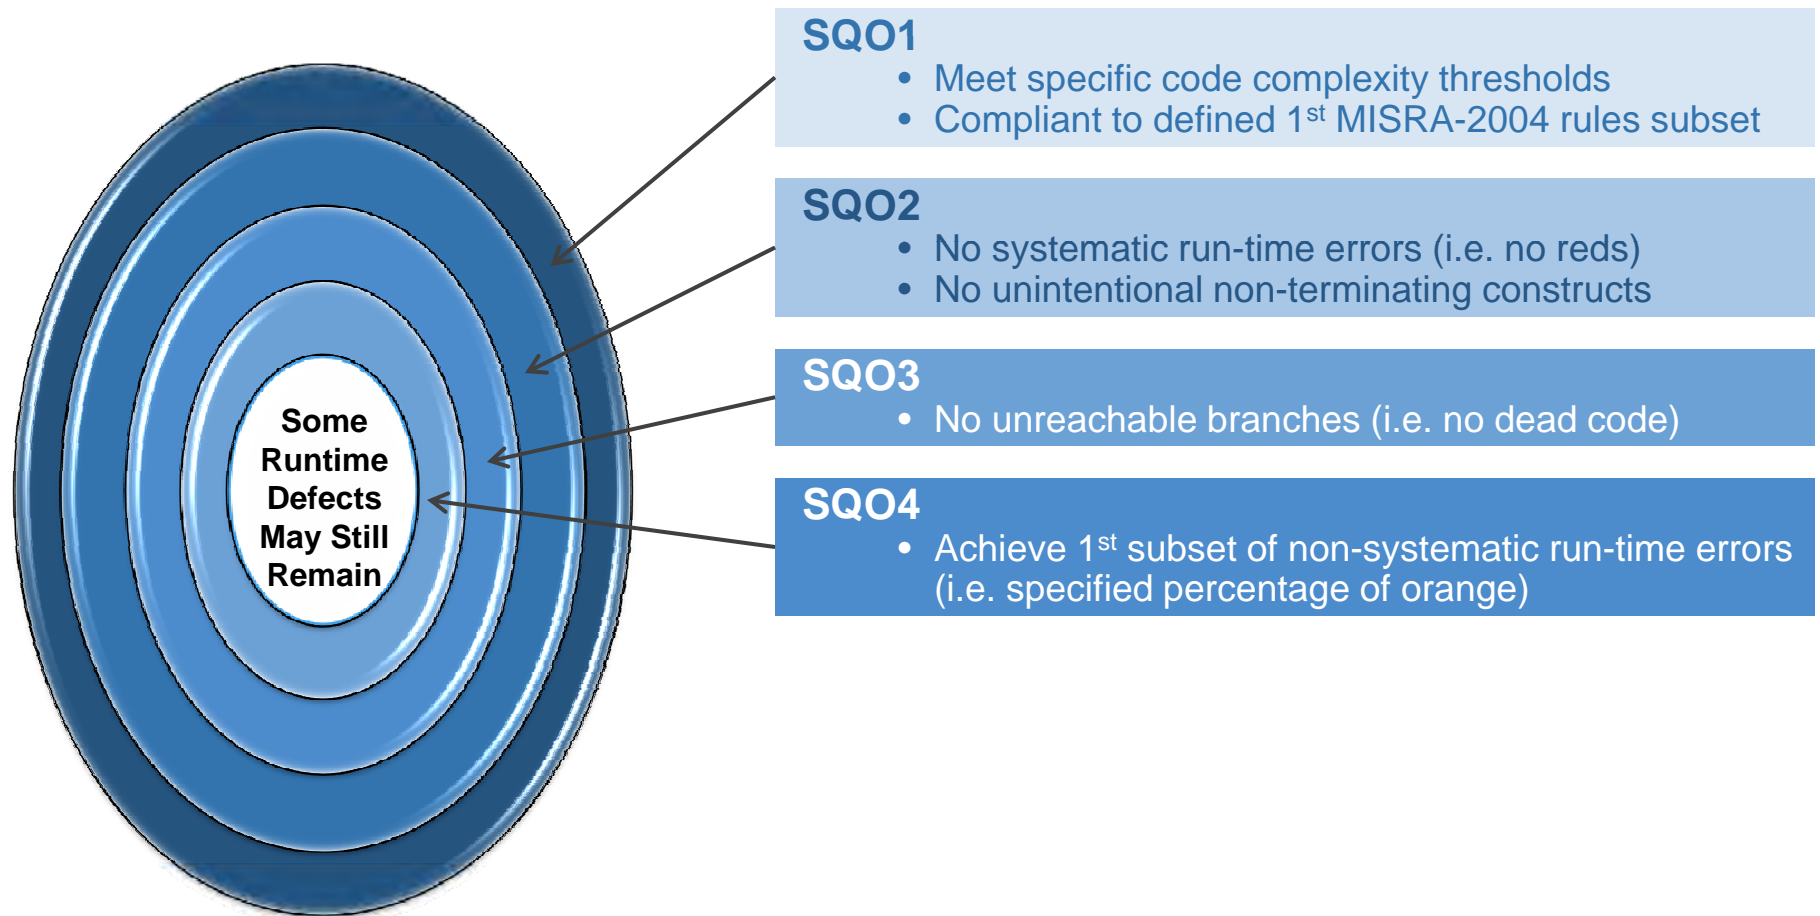 SQO1
• Meet specific code complexity thresholds
• Compliant to defined 1st MISRA-2004 rules subset
SQO2
• No systematic run-time errors (i.e. no reds)
• No unintentional non-terminating constructs
SQO3
• No unreachable branches (i.e. no dead code)
SQO4
• Achieve 1st subset of non-systematic run-time errors
(i.e. specified percentage of orange)
Some
Runtime
Defects
May Still
Remain